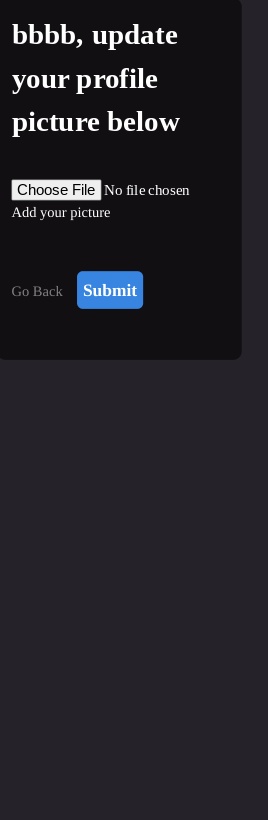 bbbb, update
your profile
picture below
Choose File No file chosen
Add your picture
Go Back Submit